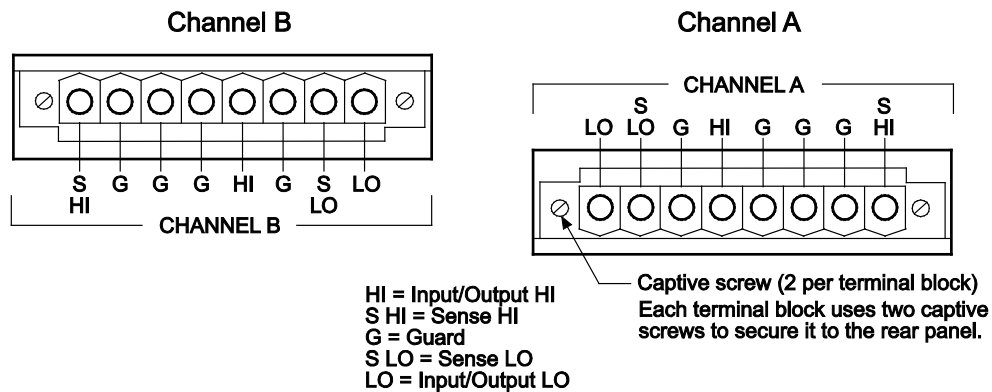 Channel B
S HI G G G HI G S LO LO
CHANNEL B
Channel A
CHANNEL A
LO S LO G HI G G G S HI
Captive screw (2 per terminal block)
Each terminal block uses two captive
screws to secure it to the rear panel.
HI = Input/Output HI
S HI = Sense HI
G = Guard
S LO = Sense LO
LO = Input/Output LO